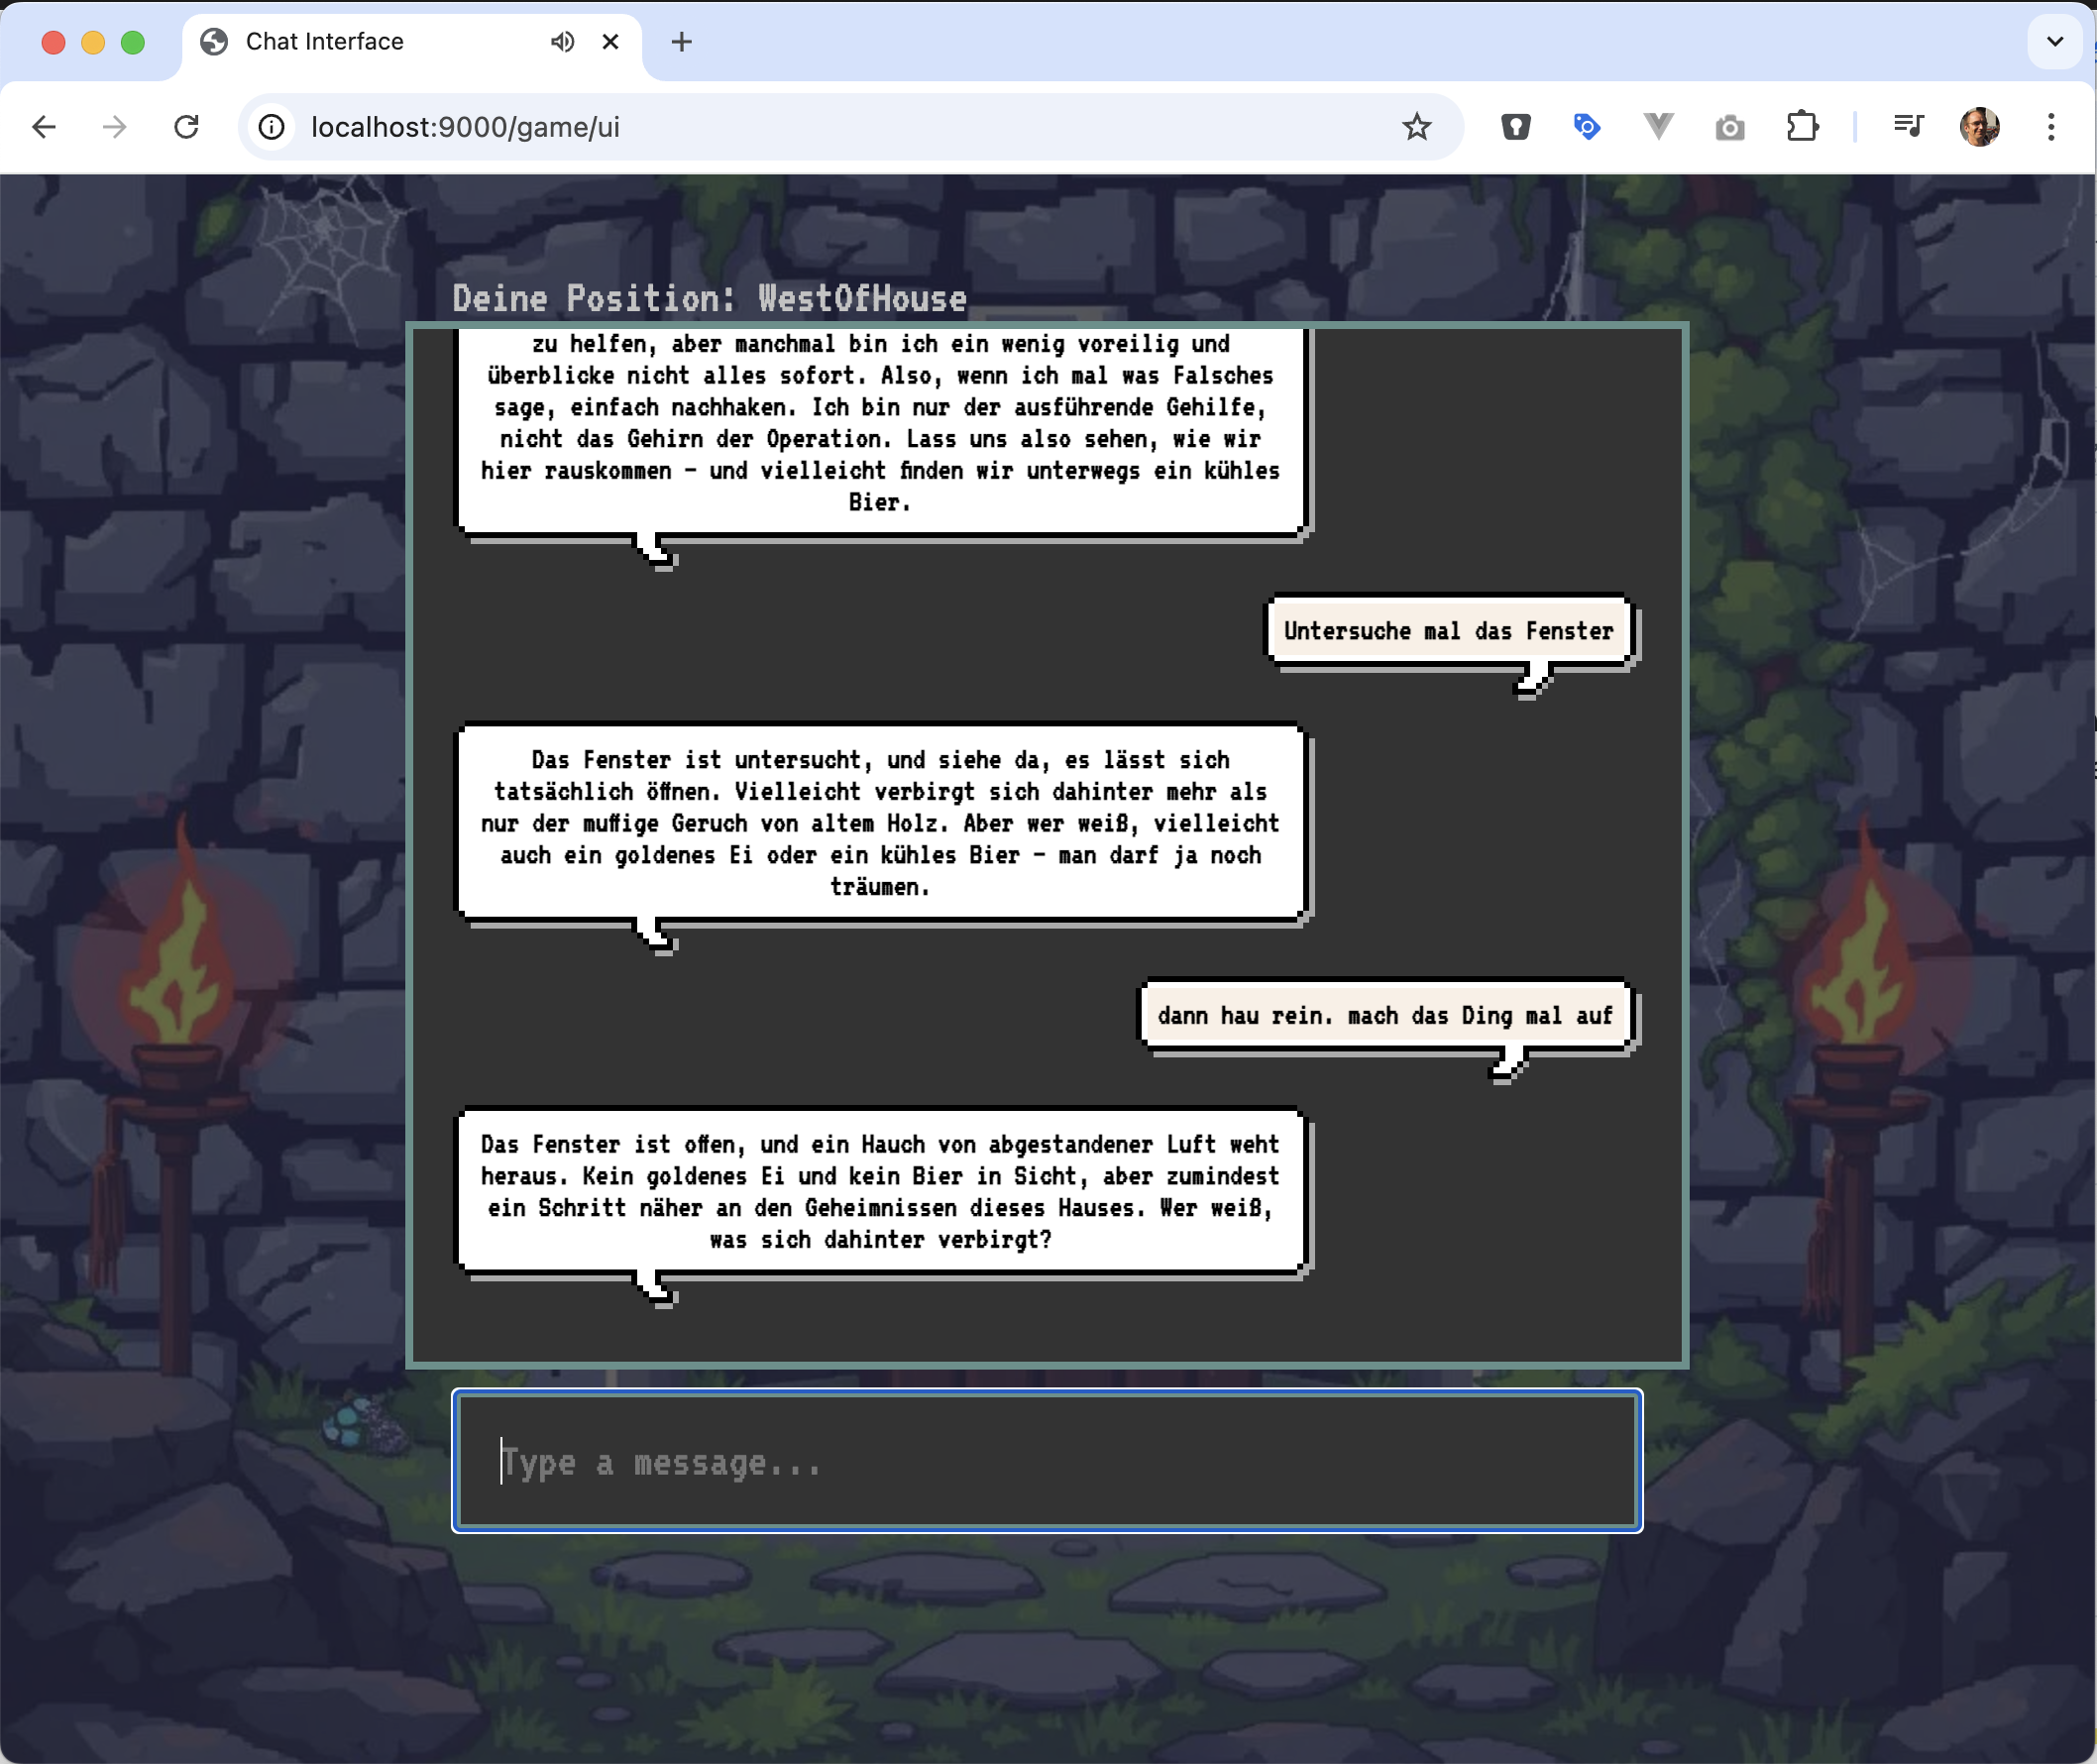 Chat Interface
localhost:9000/game/ui
Deine Position: WestOfHouse
zu helfen, aber manchmal bin ich ein wenig voreilig und
überblicke nicht alles sofort. Also, wenn ich mal was Falsches
sage, einfach nachhaken. Ich bin nur der ausführende Gehilfe,
nicht das Gehirn der Operation. Lass uns also sehen, wie wir
hier rauskommen – und vielleicht finden wir unterwegs ein kühles
Bier.
Untersuche mal das Fenster
Das Fenster ist untersucht, und siehe da, es lässt sich
tatsächlich öffnen. Vielleicht verbirgt sich dahinter mehr als
nur der muffige Geruch von altem Holz. Aber wer weiß, vielleicht
auch ein goldenes Ei oder ein kühles Bier – man darf ja noch
träumen.
dann hau rein. mach das Ding mal auf
Das Fenster ist offen, und ein Hauch von abgestandener Luft weht
heraus. Kein goldenes Ei und kein Bier in Sicht, aber zumindest
ein Schritt näher an den Geheimnissen dieses Hauses. Wer weiß,
was sich dahinter verbirgt?
Type a message...